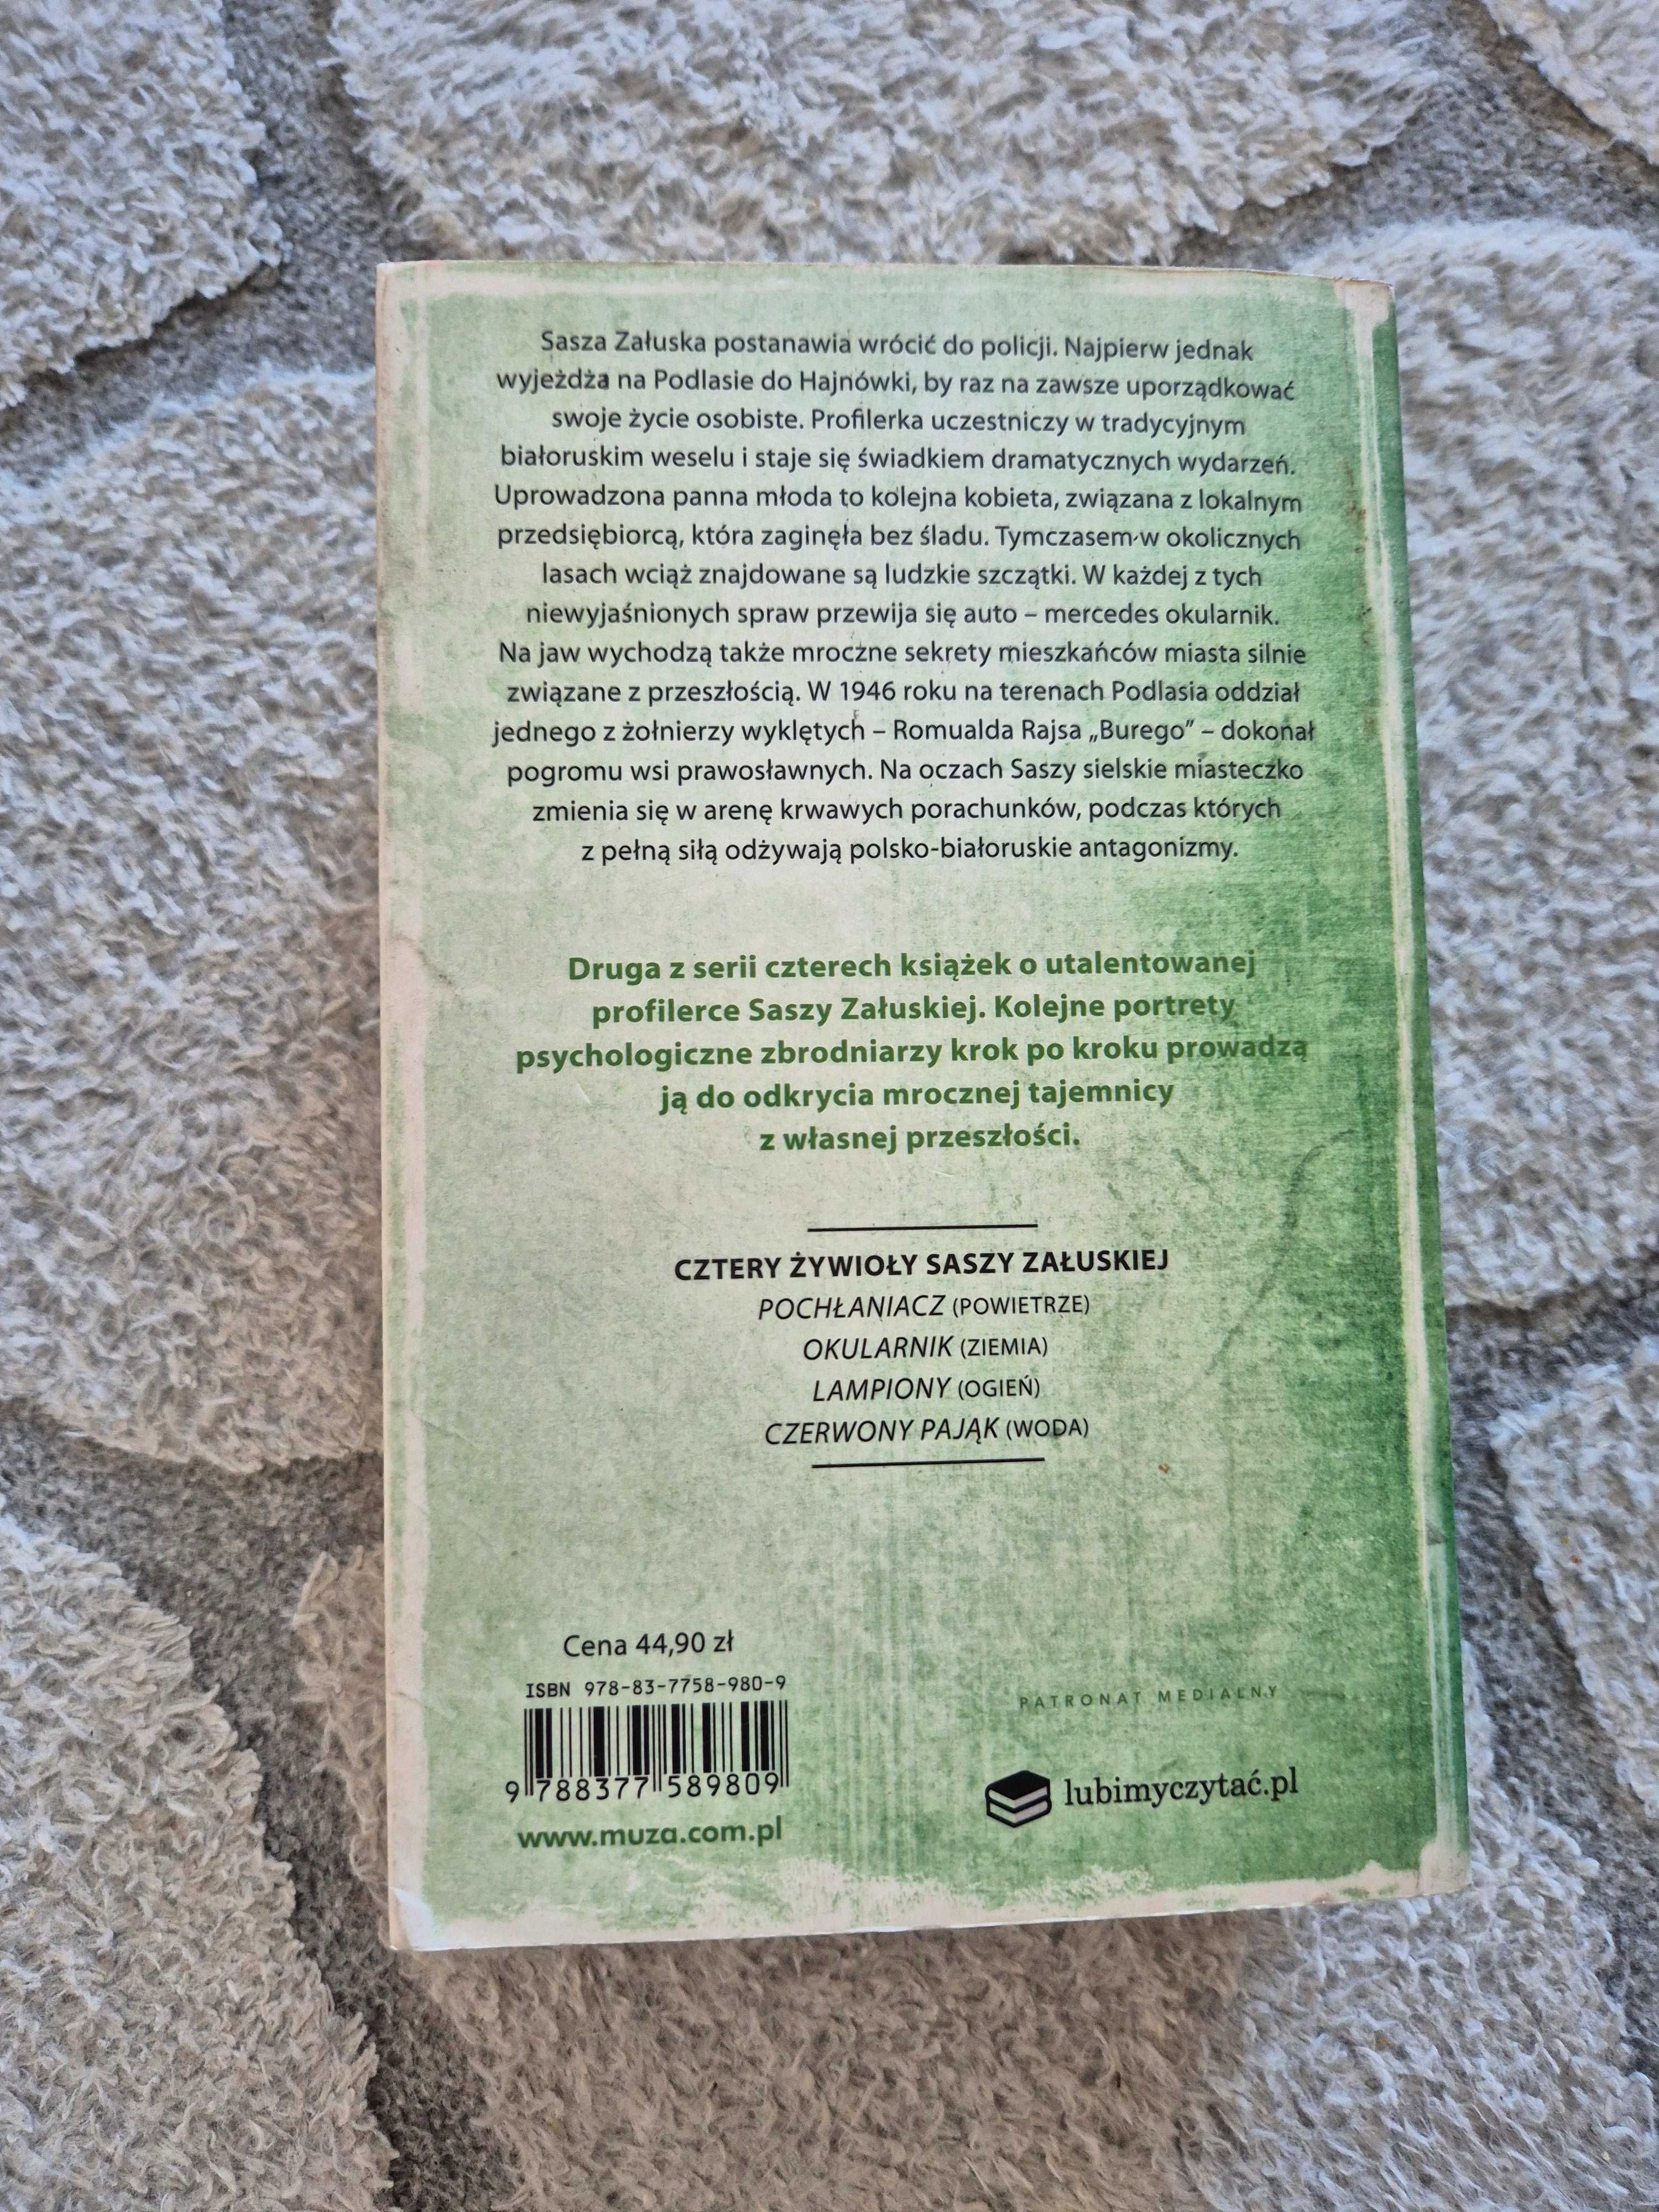 Sasza Załuska postanawia wrócić do policji. Najpierw jednak
wyjeżdża na Podlasie do Hajnówki, by raz na zawsze uporządkować
swoje życie osobiste. Profilerka uczestniczy w tradycyjnym
białoruskim weselu i staje się świadkiem dramatycznych wydarzeń.
Uprowadzona panna młoda to kolejna kobieta, związana z lokalnym
przedsiębiorcą, która zaginęła bez śladu. Tymczasem w okolicznych
lasach wciąż znajdowane są ludzkie szczątki. W każdej z tych
niewyjaśnionych spraw przewija się auto – mercedes okularnik.
Na jaw wychodzą także mroczne sekrety mieszkańców miasta silnie
związane z przeszłością. W 1946 roku na terenach Podlasia oddział
jednego z żołnierzy wyklętych – Romualda Rajsa „Burego” – dokonał
pogromu wsi prawosławnych. Na oczach Saszy sielskie miasteczko
zmienia się w arenę krwawych porachunków, podczas których
z pełną siłą odżywają polsko-białoruskie antagonizmy.
Druga z serii czterech książek o utalentowanej
profilerce Saszy Załuskiej. Kolejne portrety
psychologiczne zbrodniarzy krok po kroku prowadzą
ją do odkrycia mrocznej tajemnicy
z własnej przeszłości.
CZTERY ŻYWIOŁY SASZY ZAŁUSKIEJ
POCHŁANIACZ (POWIETRZE)
OKULARNIK (ZIEMIA)
LAMPIONY (OGIEŃ)
CZERWONY PAJĄK (WODA)
Cena 44,90 zł
ISBN 978-83-7758-980-9
9 788377 589809
www.muza.com.pl
PATRONAT MEDIALNY
lubimyczytać.pl